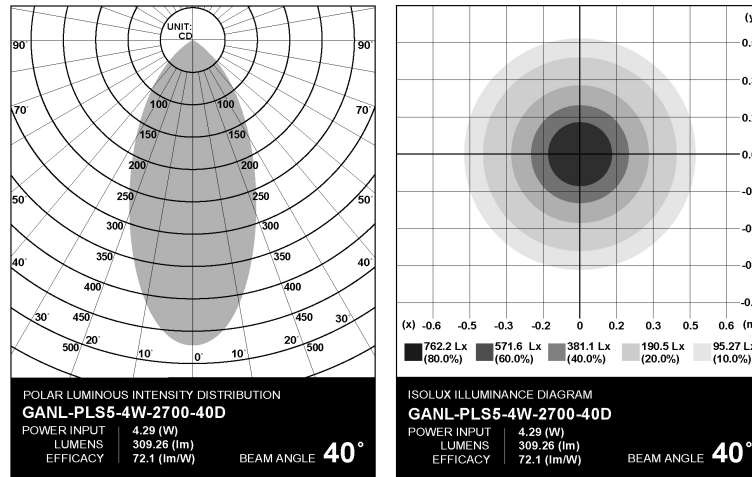 UNIT:
CD
90°
90°
100
100
70°
70°
150
150
200
200
50°
50°
250
250
300
300
350
350
40°
40°
400
400
30°
450
450
30°
500
20°
10°
0°
10°
20°
500
POLAR LUMINOUS INTENSITY DISTRIBUTION
GANL-PLS5-4W-2700-40D
POWER INPUT 4.29 (W)
LUMENS 309.26 (lm)
EFFICACY 72.1 (lm/W)
BEAM ANGLE 40°
(x) -0.6 -0.5 -0.3 -0.2 0 0.2 0.3 0.5 0.6
762.2 Lx
(80.0%)
571.6 Lx
(60.0%)
381.1 Lx
(40.0%)
190.5 Lx
(20.0%)
95.27 Lx
(10.0%)
ISOLUX ILLUMINANCE DIAGRAM
GANL-PLS5-4W-2700-40D
POWER INPUT 4.29 (W)
LUMENS 309.26 (lm)
EFFICACY 72.1 (lm/W)
BEAM ANGLE 40°